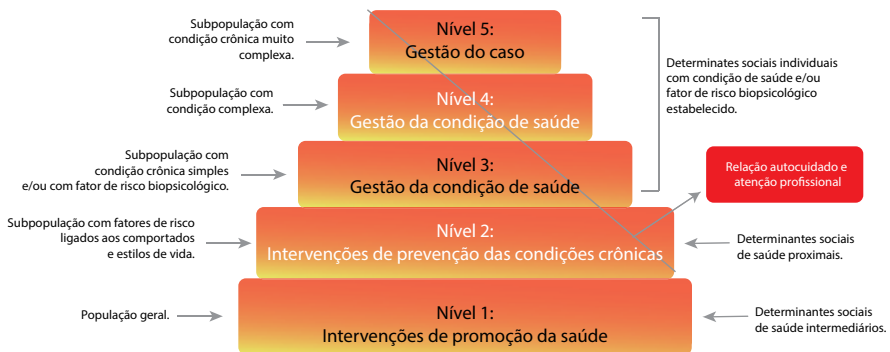 Subpopulação com
condição crônica muito
complexa.
Nível 5:
Gestão do caso
Determinates sociais individuais
com condição de saúde e/ou
fator de risco biopsicológico
estabelecido.
Subpopulação com
condição complexa.
Nível 4:
Gestão da condição de saúde
Subpopulação com
condição crônica simples
e/ou com fator de risco biopsicológico.
Nível 3:
Gestão da condição de saúde
Relação autocuidado e
atenção profissional
Subpopulação com fatores de risco
ligados aos comportados
e estilos de vida.
Nível 2:
Intervenções de prevenção das condições crônicas
Determinantes sociais
de saúde proximais.
População geral.
Nível 1:
Intervenções de promoção da saúde
Determinantes sociais
de saúde intermediários.